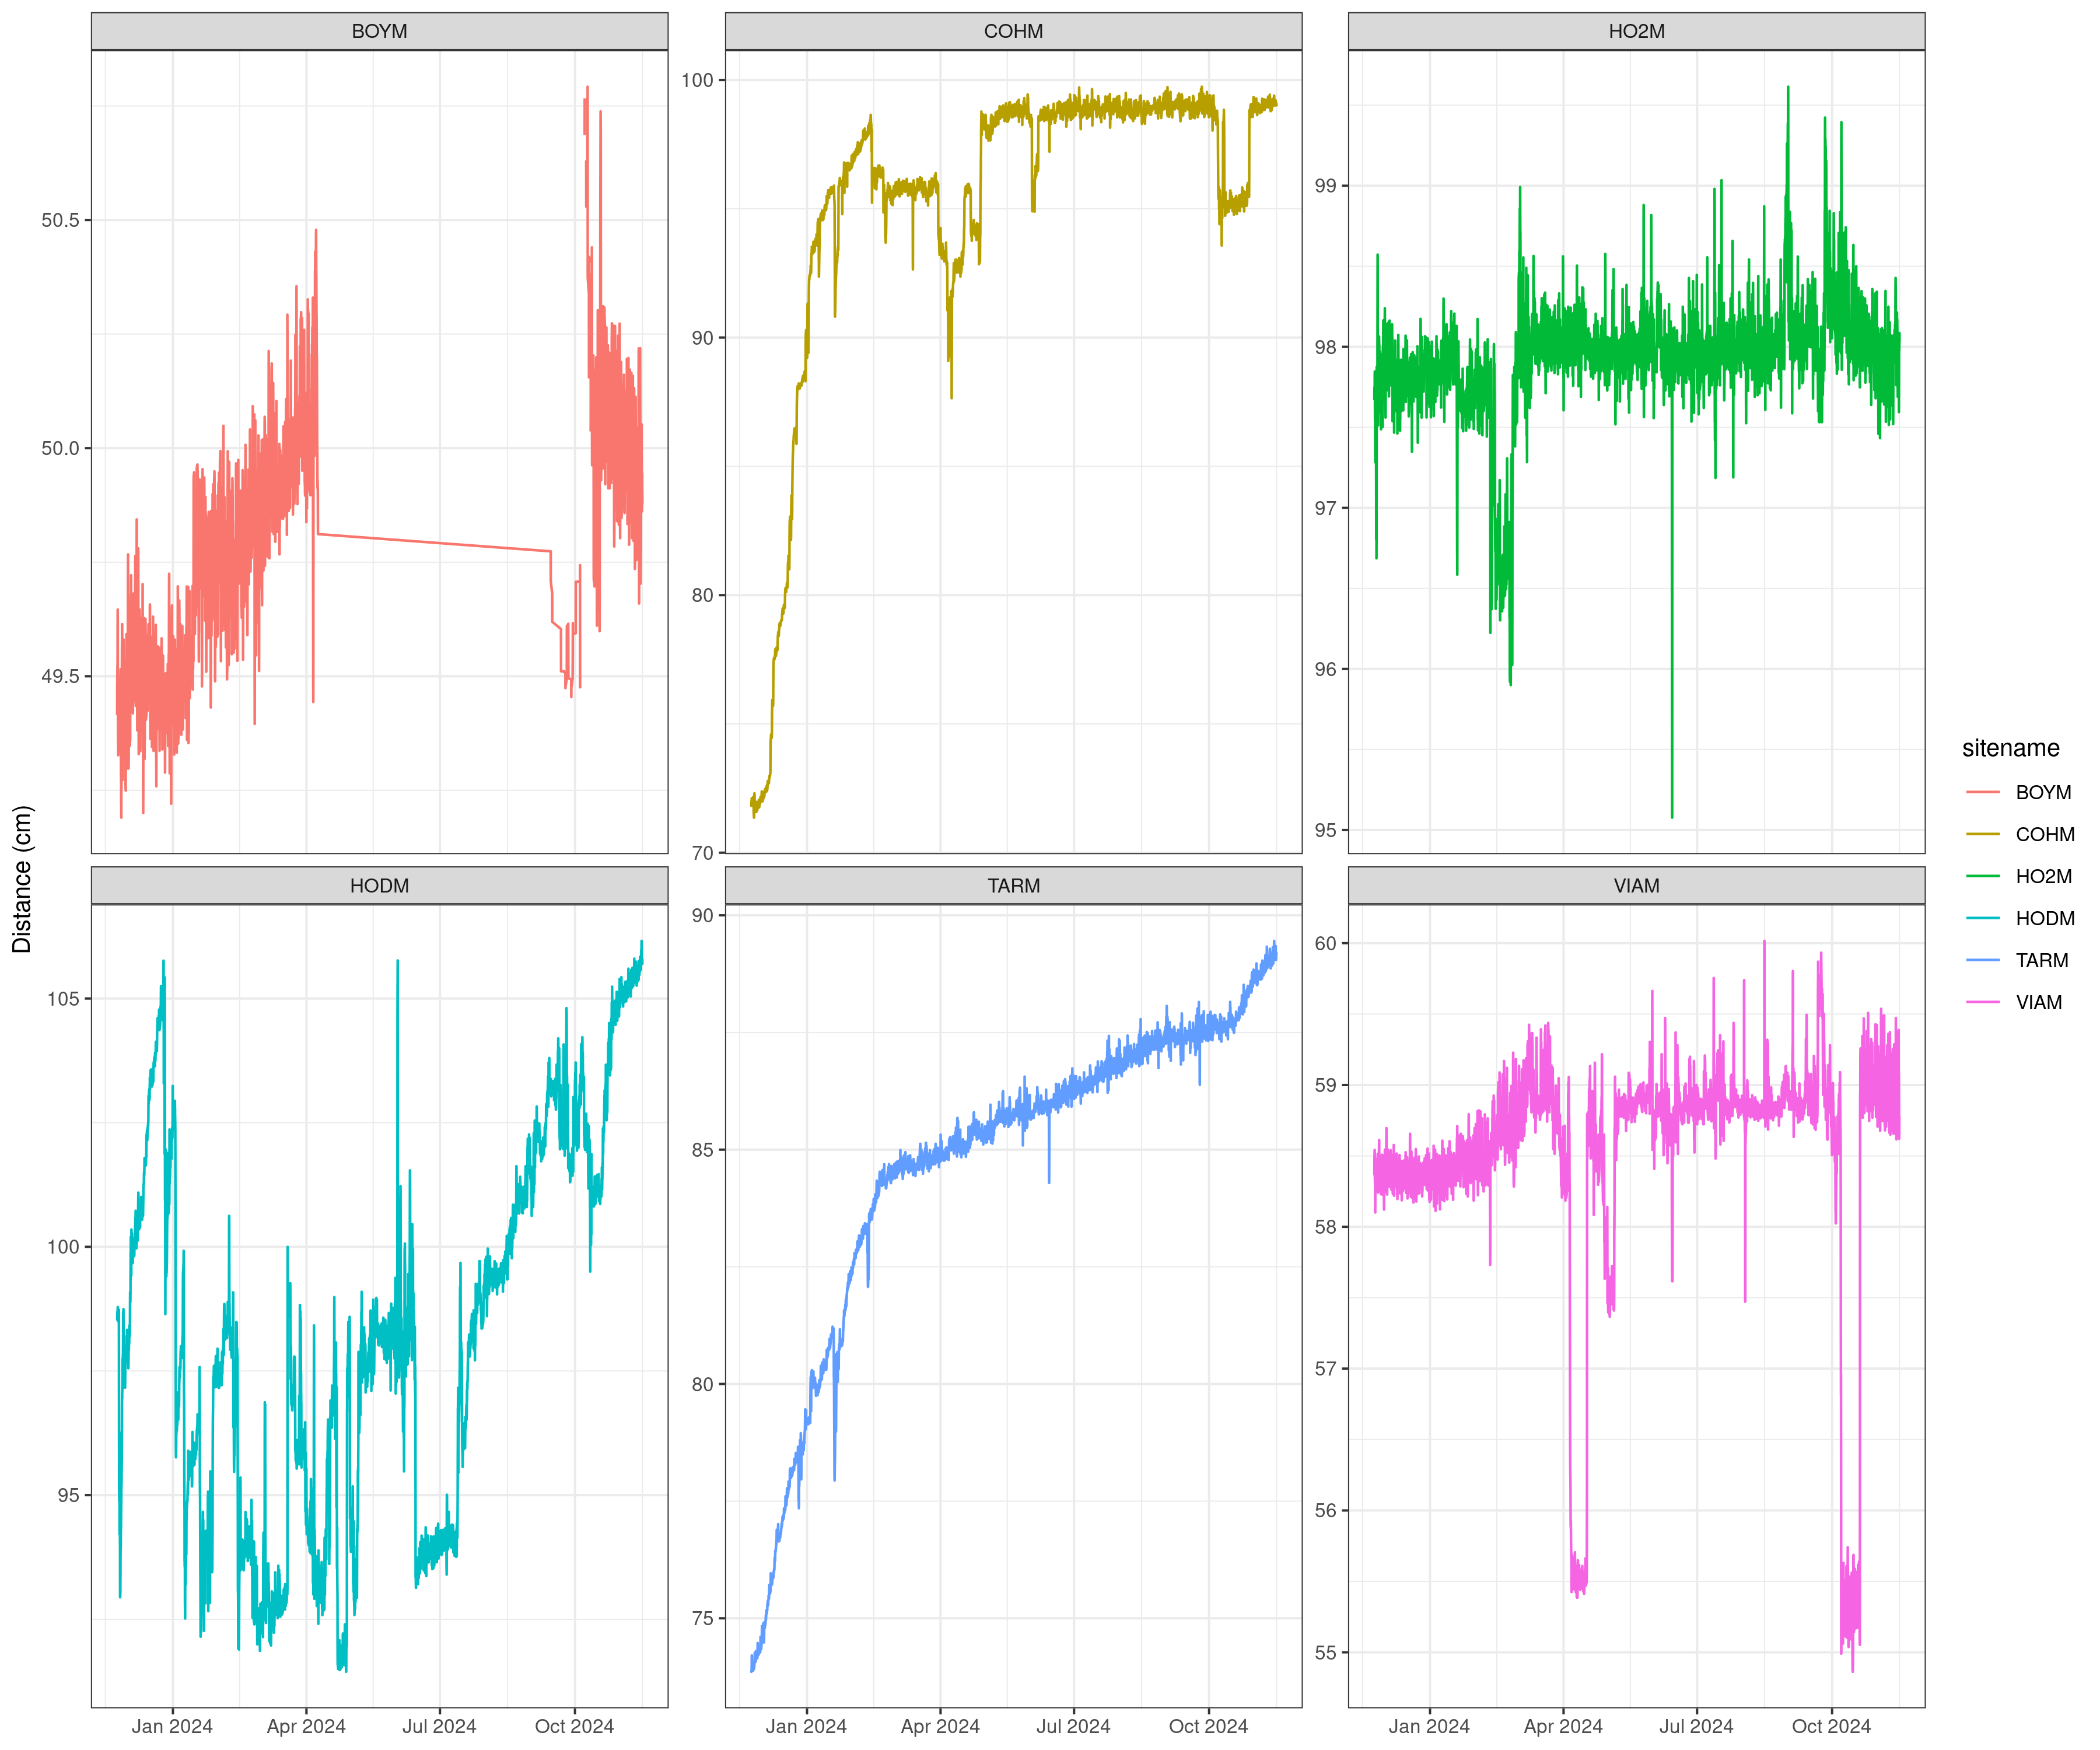 BOYM COHM HO2M
100
50.5
99
50.0
90
98
97
49.5
80
96
70
95
Distance (cm)
sitename
BOYM
COHM
HO2M
HODM
TARM
VIAM
HODM TARM VIAM
90
60
105
59
85
58
100
80
57
56
95
75
55
Jan 2024 Apr 2024 Jul 2024 Oct 2024 Jan 2024 Apr 2024 Jul 2024 Oct 2024 Jan 2024 Apr 2024 Jul 2024 Oct 2024